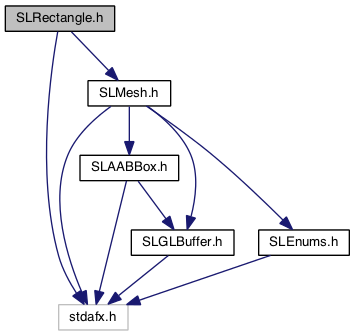 SLRectangle.h
SLMesh.h
SLAABBox.h
SLGLBuffer.h
SLEnums.h
stdafx.h